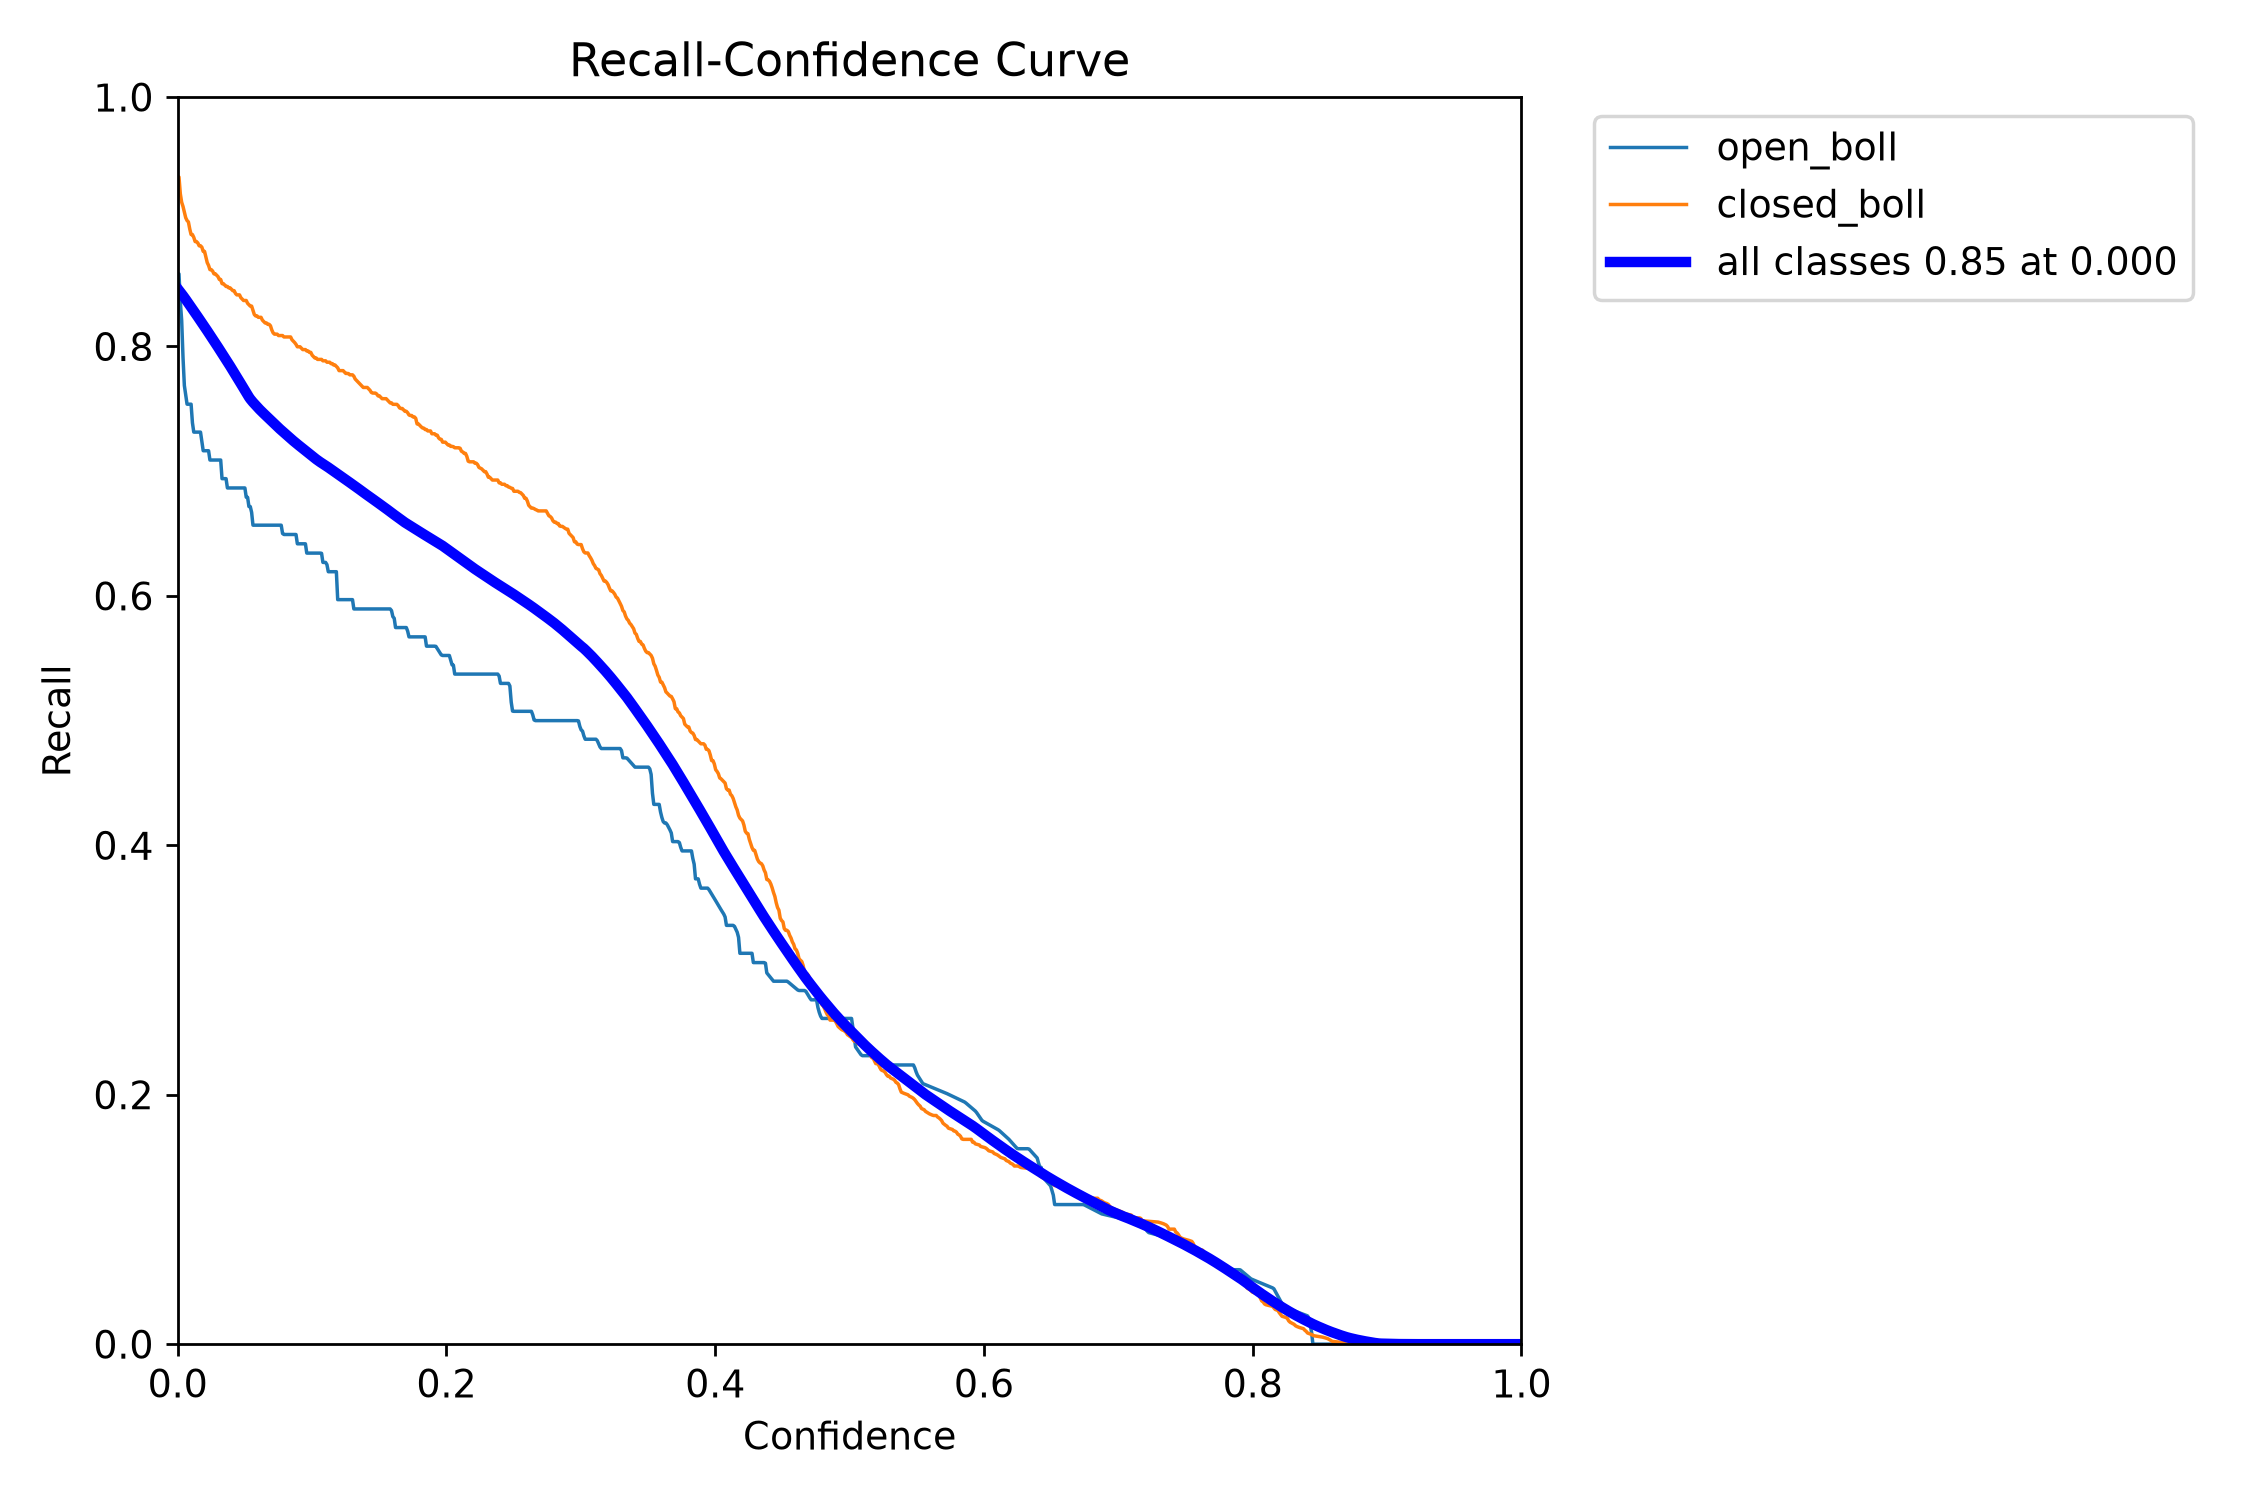 Recall-Confidence Curve
1.0
0.8
0.6
0.4
0.2
0.0
Recall
0.0 0.2 0.4 0.6 0.8 1.0
Confidence
open_boll
closed_boll
all classes 0.85 at 0.000